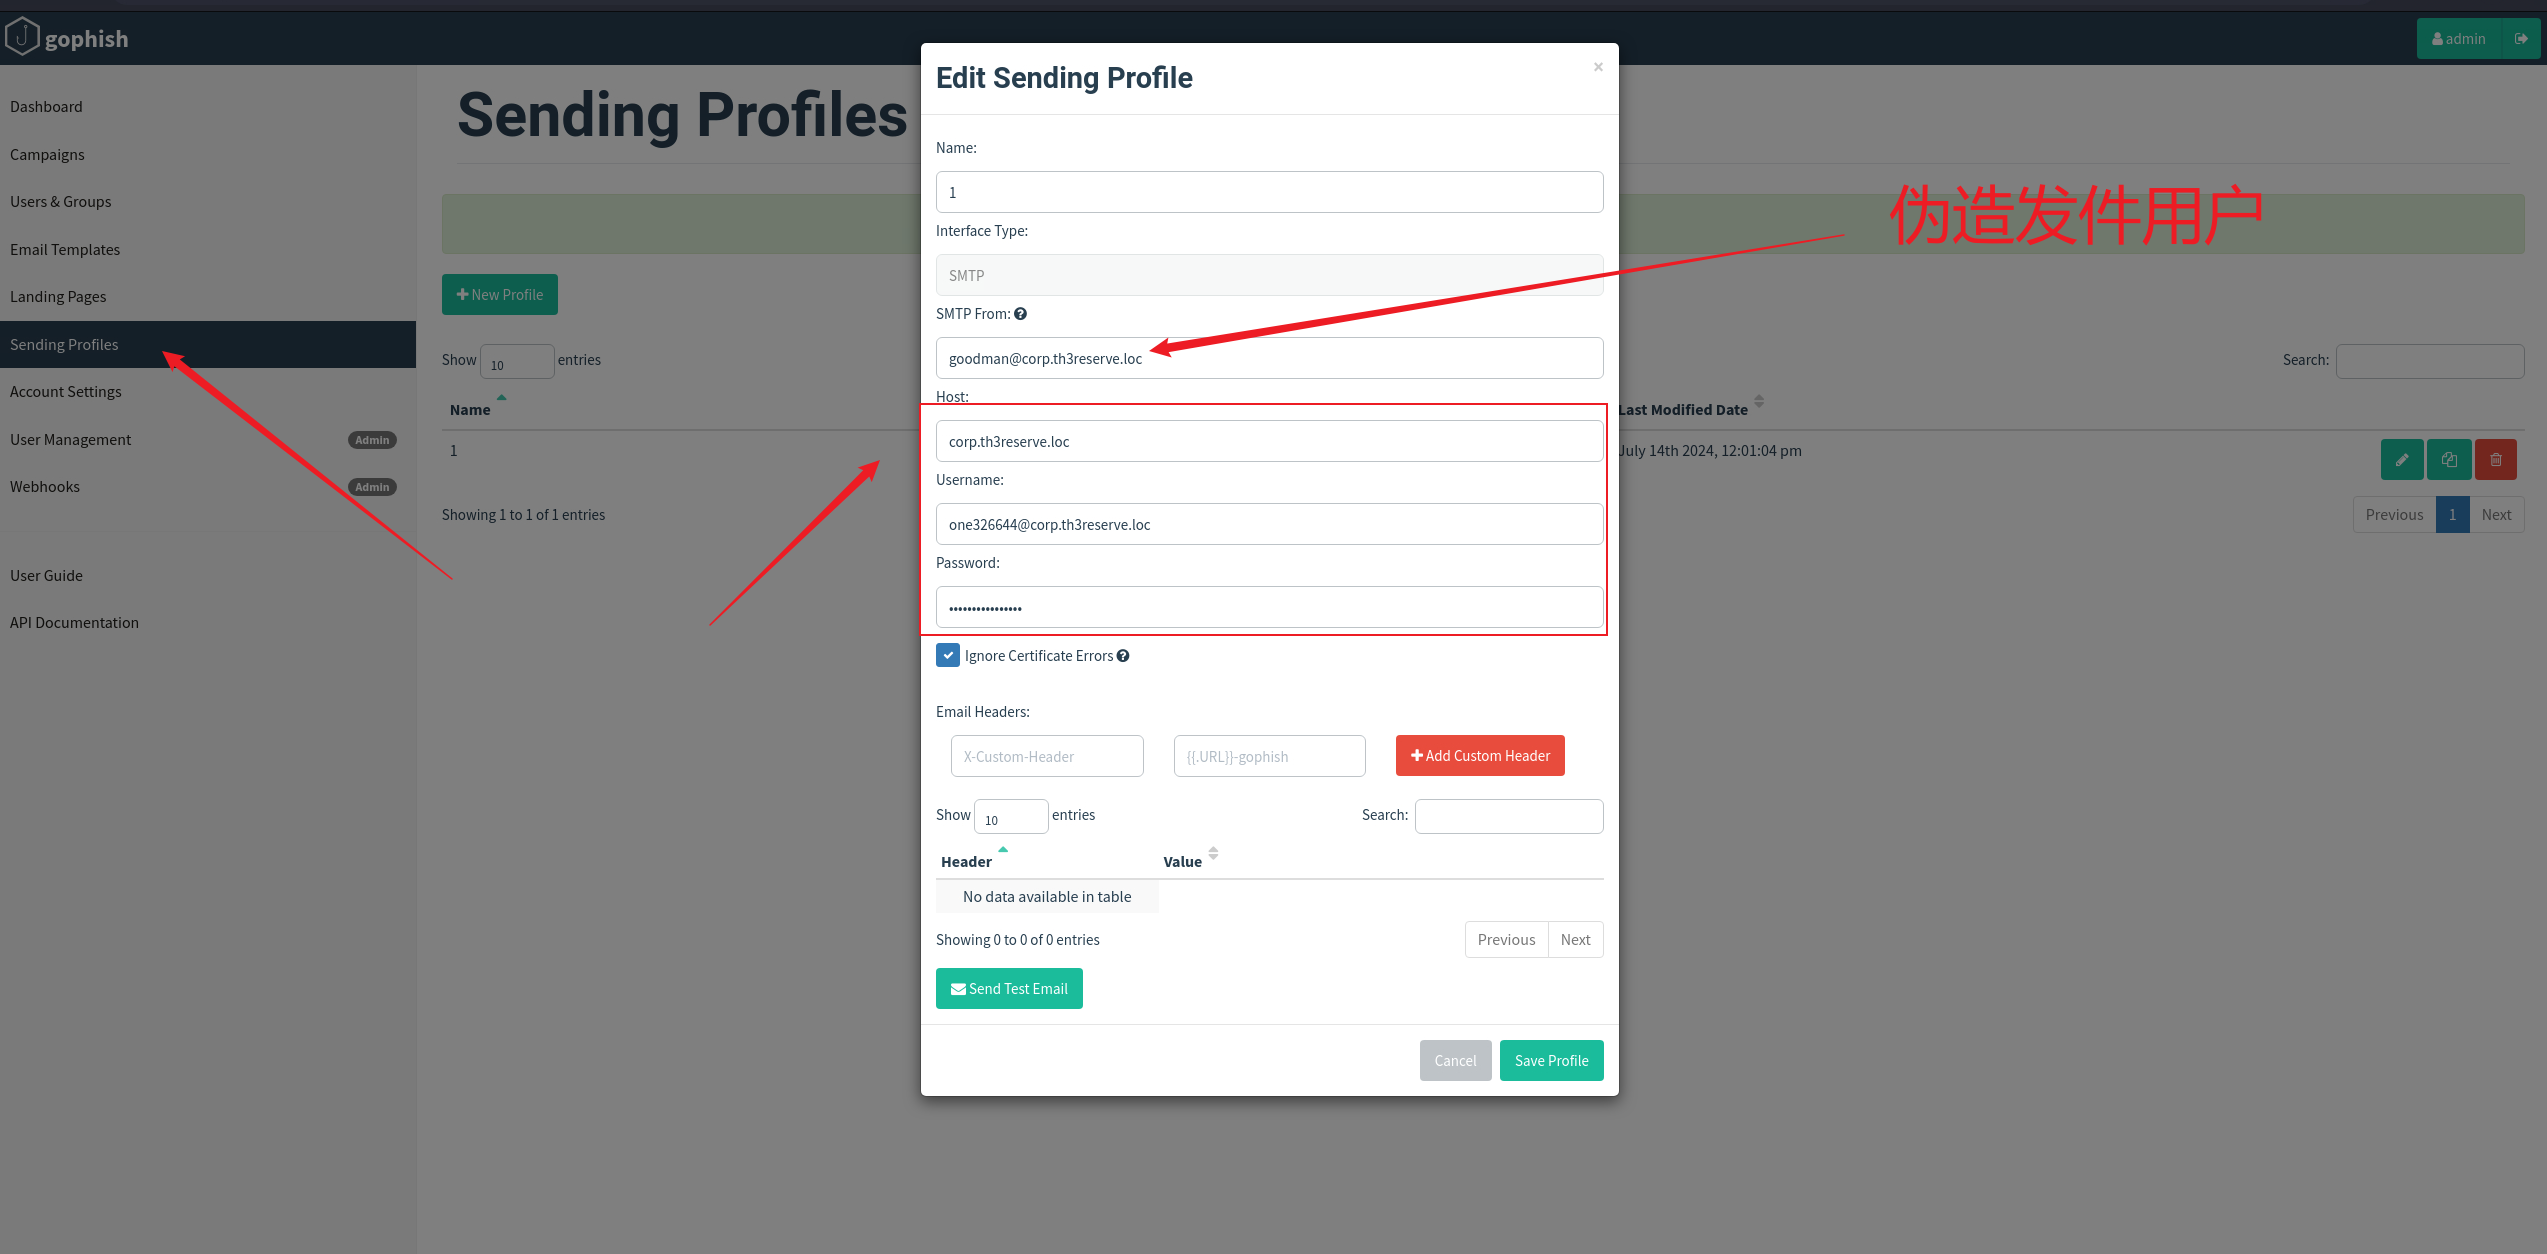 gophish
admin
Dashboard
Campaigns
Users & Groups
Email Templates
Landing Pages
Sending Profiles
Account Settings
User Management Admin
Webhooks Admin
User Guide
API Documentation
Sending Profiles
New Profile
Show 10 entries
Search:
Name
Last Modified Date
1
July 14th 2024, 12:01:04 pm
Showing 1 to 1 of 1 entries
Previous 1 Next
Edit Sending Profile
×
Name:
1
Interface Type:
SMTP
SMTP From:
goodman@corp.th3reserve.loc
Host:
corp.th3reserve.loc
Username:
one326644@corp.th3reserve.loc
Password:
••••••••••••••••
Ignore Certificate Errors
Email Headers:
X-Custom-Header
{{.URL}}-gophish
Add Custom Header
Show 10 entries
Search:
Header
Value
No data available in table
Showing 0 to 0 of 0 entries
Previous Next
Send Test Email
Cancel
Save Profile
伪造发件用户